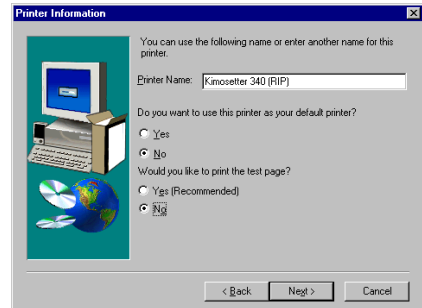 Printer Information
You can use the following name or enter another name for this
printer.
Printer Name: Kimosetter 340 (RIP)
Do you want to use this printer as your default printer?
Yes
No
Would you like to print the test page?
Yes (Recommended)
No
< Back Next > Cancel